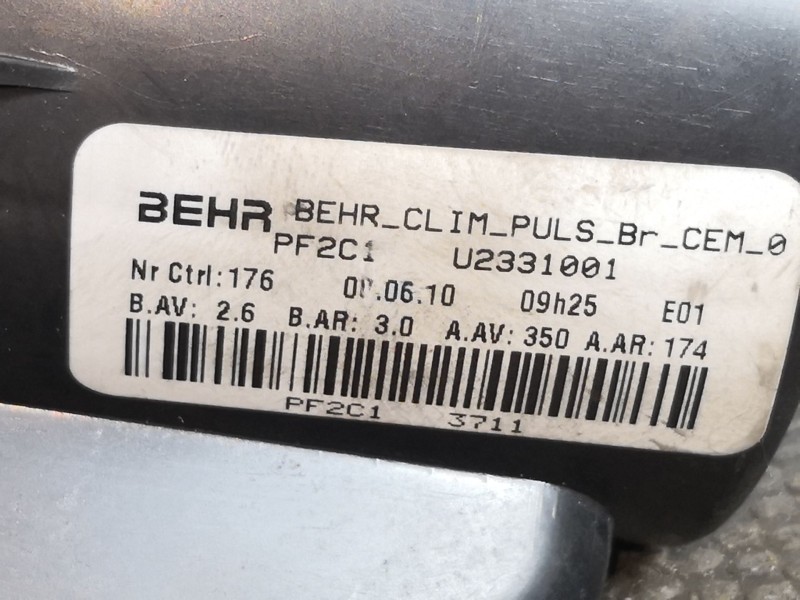 BEHR BEHR_CLIM_PULS_Br_CEM_0
PF2C1 U2331001
Nr Ctrl: 176 09h25 E01
B.AV: 2.6 B.AR: 3.0 A.AV: 350 A.AR: 174
PF2C1 3711